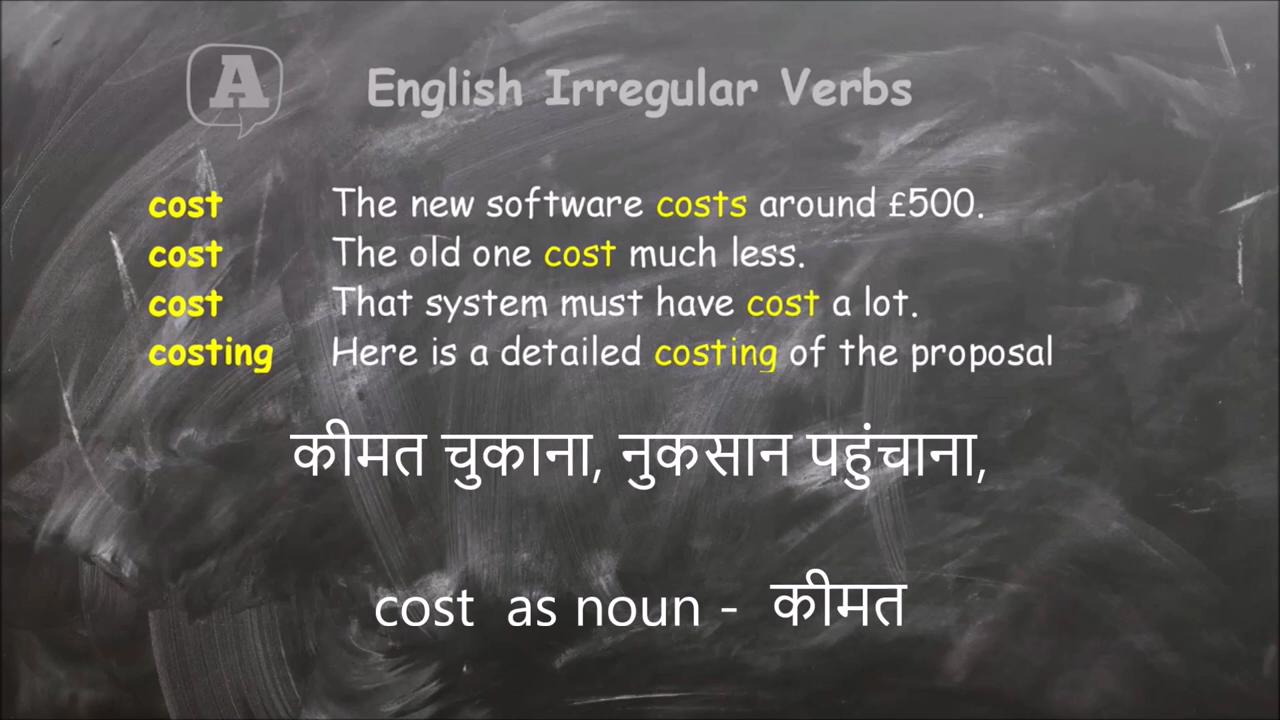 A English Irregular Verbs
cost The new software costs around £500.
cost The old one cost much less.
cost That system must have cost a lot.
costing Here is a detailed costing of the proposal
कीमत चुकाना, नुकसान पहुंचाना,
cost as noun - कीमत